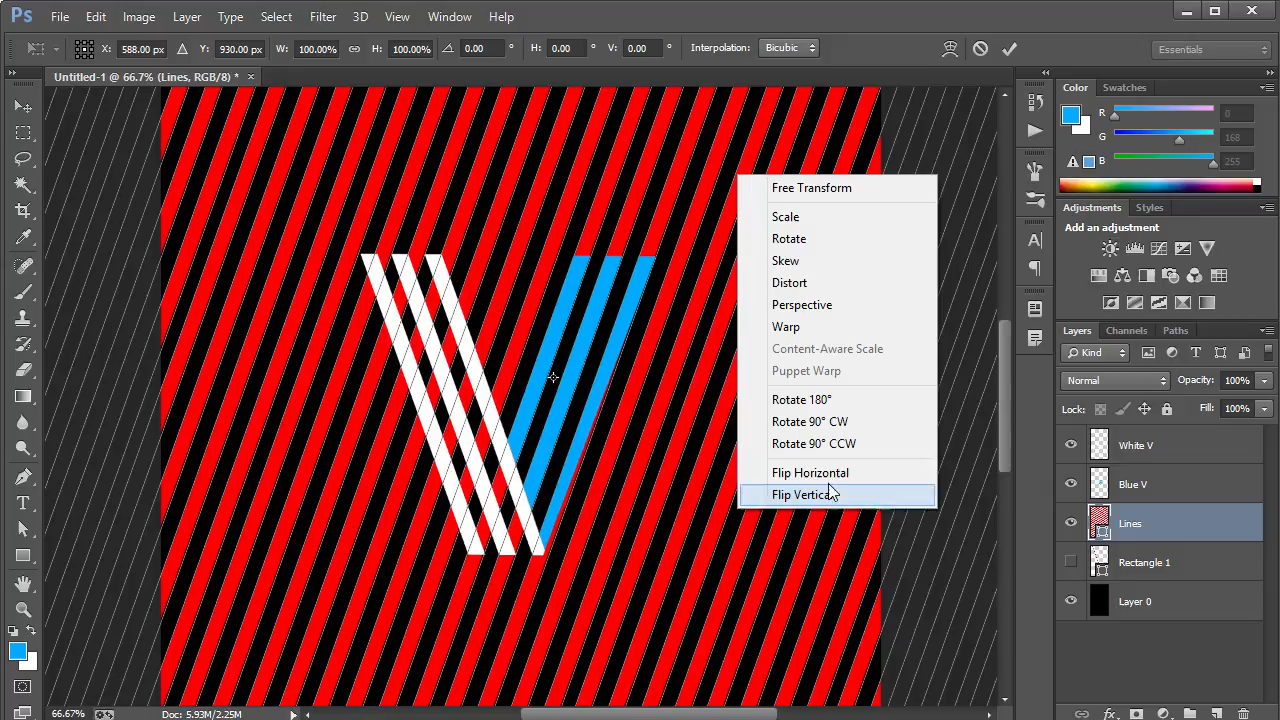 Ps File Edit Image Layer Type Select Filter 3D View Window Help
X: 588.00 px Y: 930.00 px W: 100.00% H: 100.00% 0.00 ° H: 0.00 ° V: 0.00 ° Interpolation: Bicubic Essentials
Untitled-1 @ 66.7% (Lines, RGB/8) * ×
Color Swatches
R 0
G 168
B 255
Adjustments Styles
Add an adjustment
Free Transform
Scale
Rotate
Skew
Distort
Perspective
Warp
Content-Aware Scale
Puppet Warp
Rotate 180°
Rotate 90° CW
Rotate 90° CCW
Flip Horizontal
Flip Vertical
Layers Channels Paths
Kind
Normal Opacity: 100%
Lock: Fill: 100%
White V
Blue V
Lines
Rectangle 1
Layer 0
fx
66.67% Doc: 5.93M/2.25M